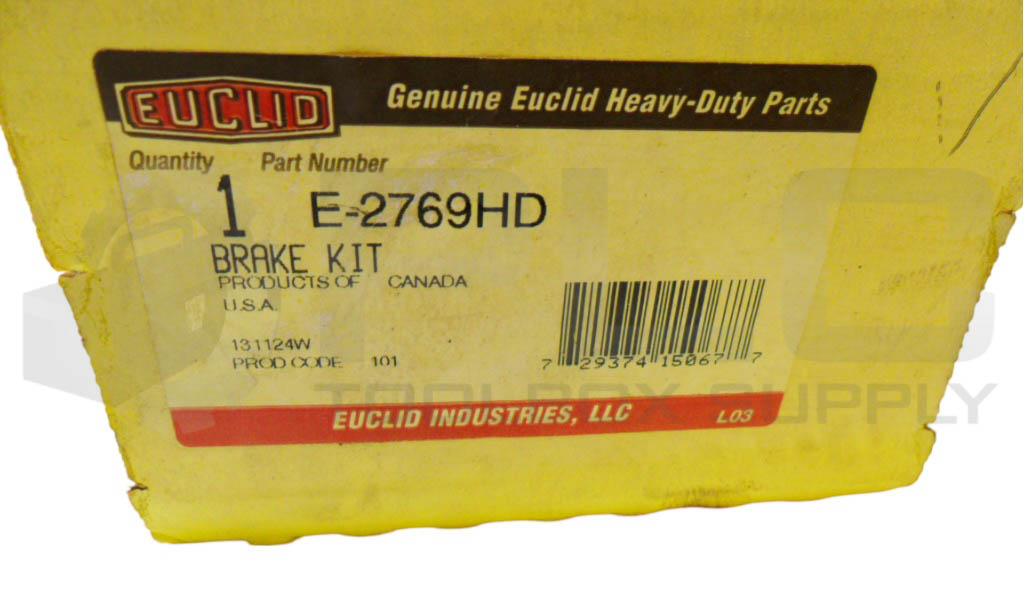 EUCLID
Genuine Euclid Heavy-Duty Parts
Quantity Part Number
1 E-2769HD
BRAKE KIT
PRODUCTS OF CANADA
U.S.A.
131124W
PROD CODE 101
7 29374 15067 7
TOOLBOX SUPPLY
EUCLID INDUSTRIES, LLC L03